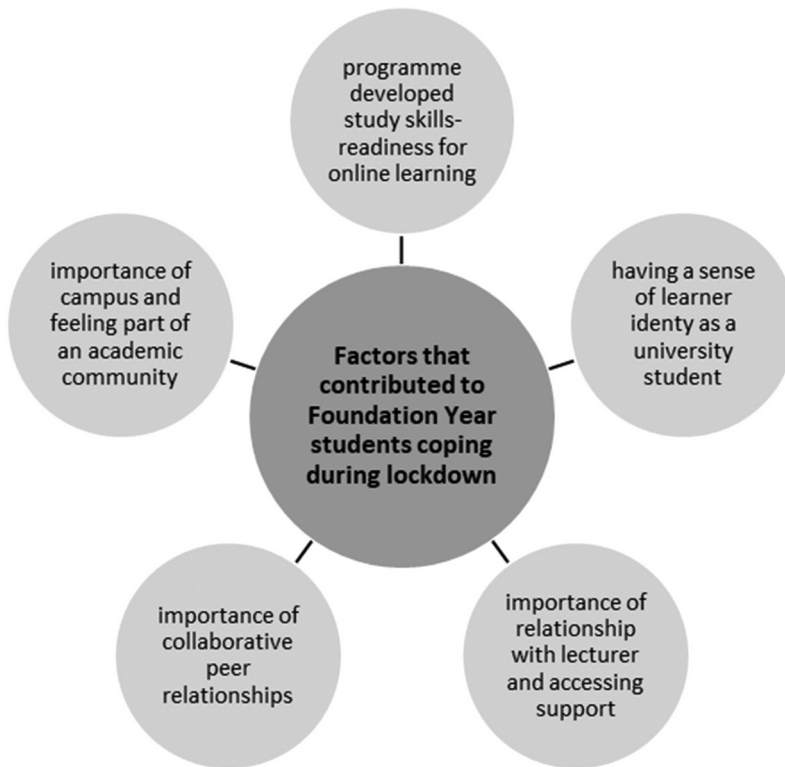 programme
developed
study skills-
readiness for
online learning
importance of
campus and
feeling part of
an academic
community
having a sense
of learner
identy as a
university
student
Factors that
contributed to
Foundation Year
students coping
during lockdown
importance of
collaborative
peer
relationships
importance of
relationship
with lecturer
and accessing
support